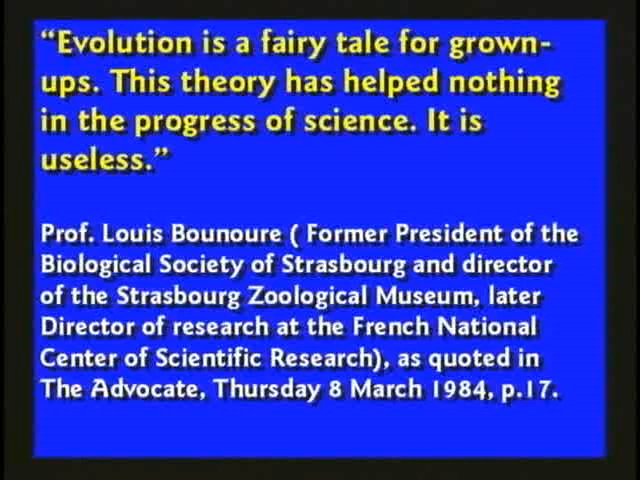 “Evolution is a fairy tale for grown-
ups. This theory has helped nothing
in the progress of science. It is
useless.”
Prof. Louis Bounoure ( Former President of the
Biological Society of Strasbourg and director
of the Strasbourg Zoological Museum, later
Director of research at the French National
Center of Scientific Research), as quoted in
The Advocate, Thursday 8 March 1984, p.17.